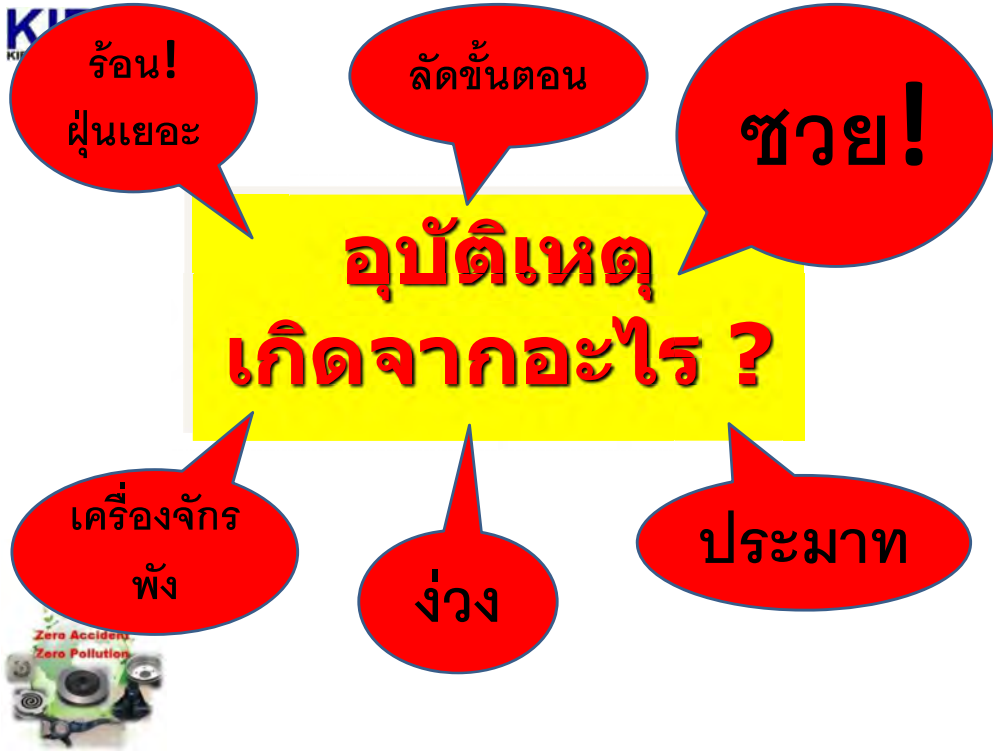 ร้อน!
ฝุ่นเยอะ
ลัดขั้นตอน
ซวย!
อุบัติเหตุ
เกิดจากอะไร ?
เครื่องจักร
พัง
ง่วง
ประมาท
Zero Accident
Zero Pollution